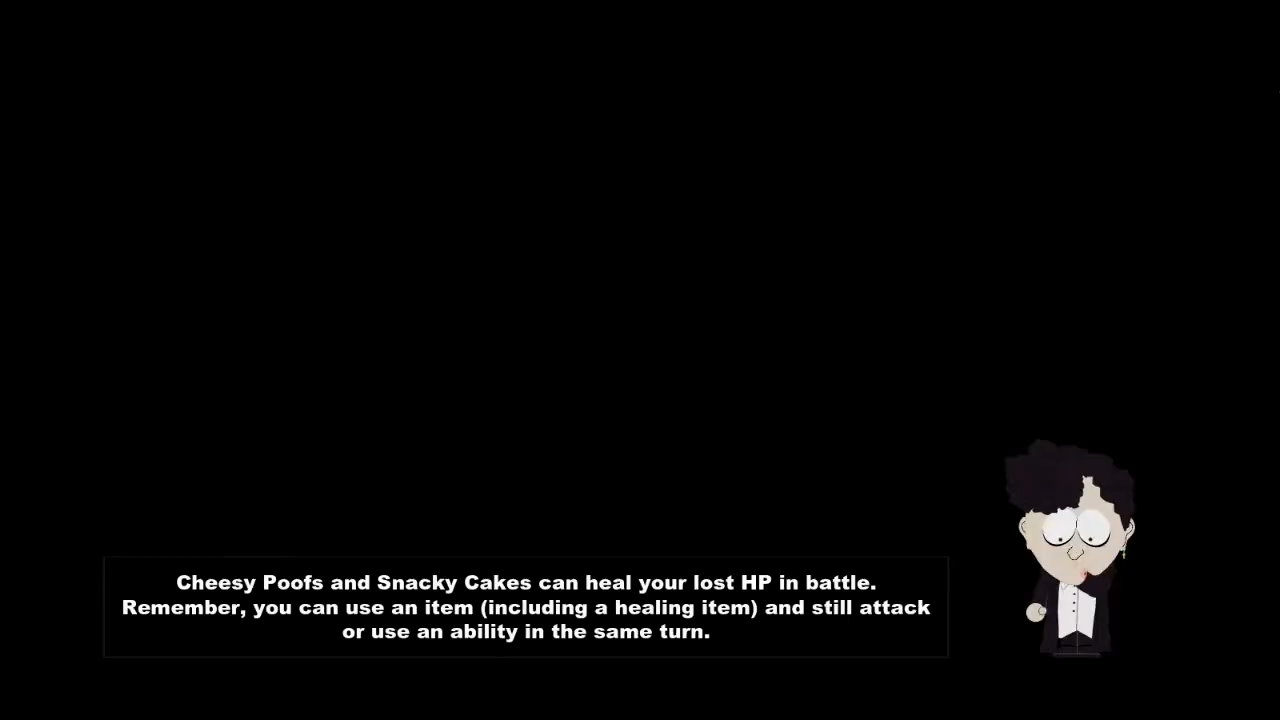 Cheesy Poofs and Snacky Cakes can heal your lost HP in battle.
Remember, you can use an item (including a healing item) and still attack
or use an ability in the same turn.